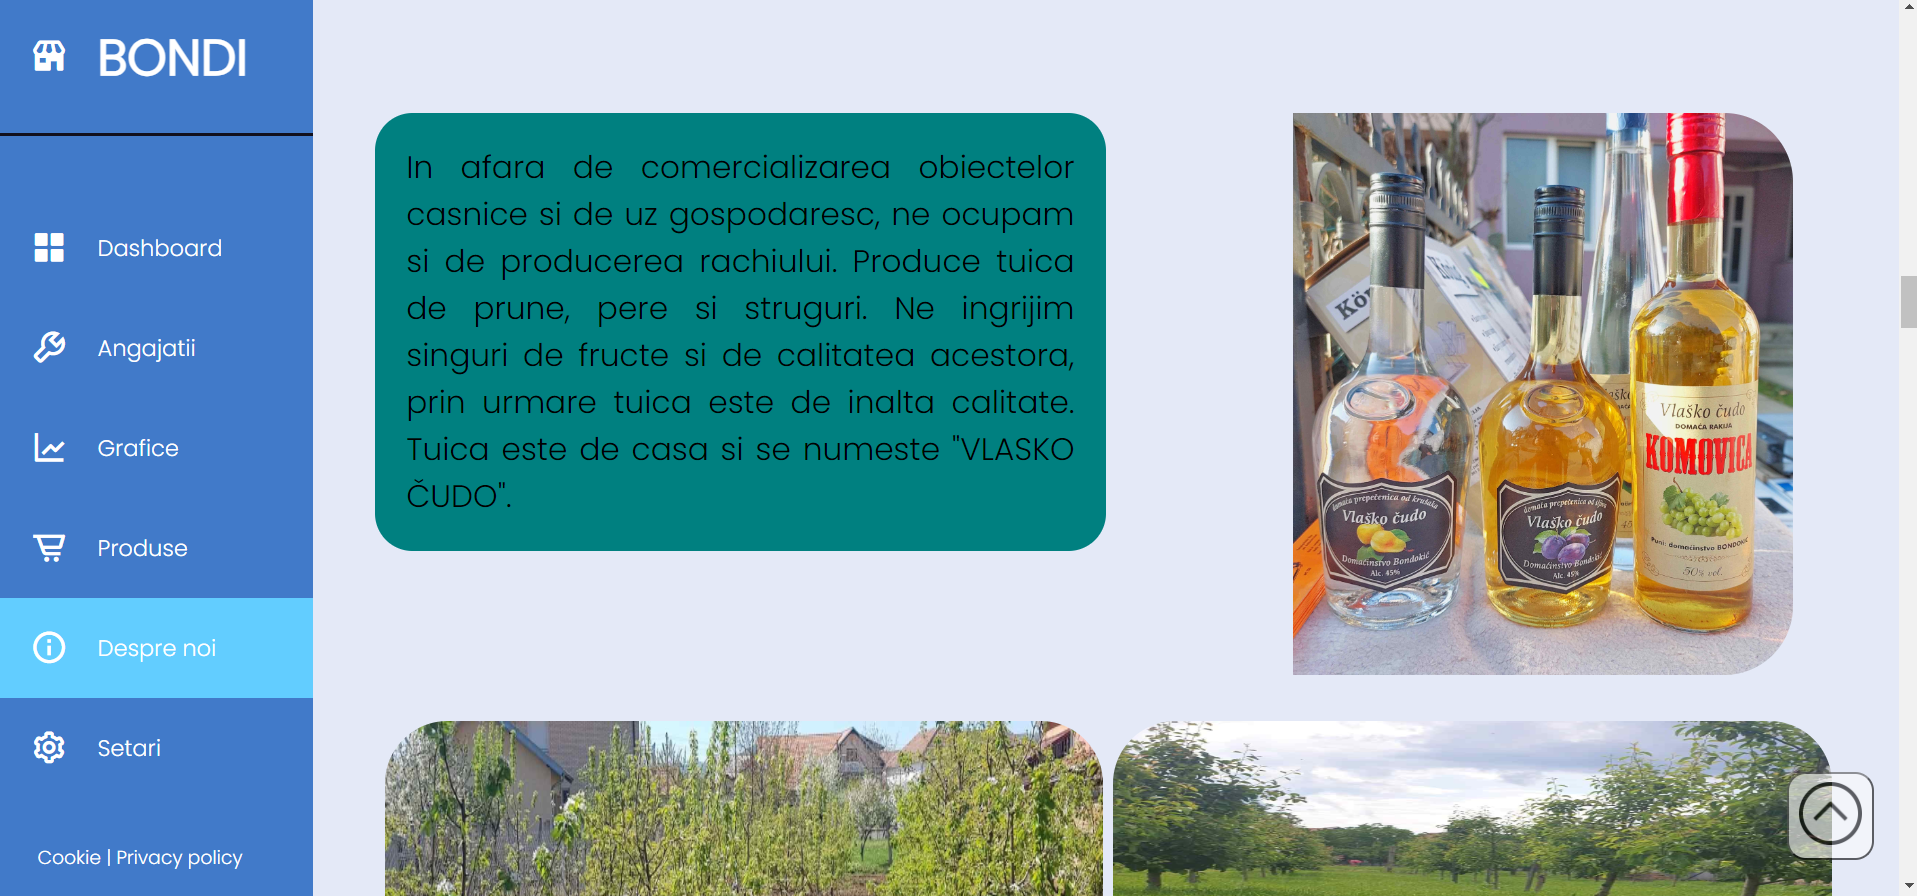 BONDI
Dashboard
Angajatii
Grafice
Produse
Despre noi
Setari
Cookie | Privacy policy
In afara de comercializarea obiectelor
casnice si de uz gospodaresc, ne ocupam
si de producerea rachiului. Produce tuica
de prune, pere si struguri. Ne ingrijim
singuri de fructe si de calitatea acestora,
prin urmare tuica este de inalta calitate.
Tuica este de casa si se numeste "VLASKO
ČUDO".
domaća prepečenica od krušaka
Vlaško čudo
Domaćinstvo Bondokić
Alc. 45%
domaća prepečenica od šljiva
Vlaško čudo
Domaćinstvo Bondokić
Alc. 45%
Vlaško čudo
DOMAĆA RAKIJA
KOMOVICA
Puni: domaćinstvo BONDOKIĆ
50% vol.